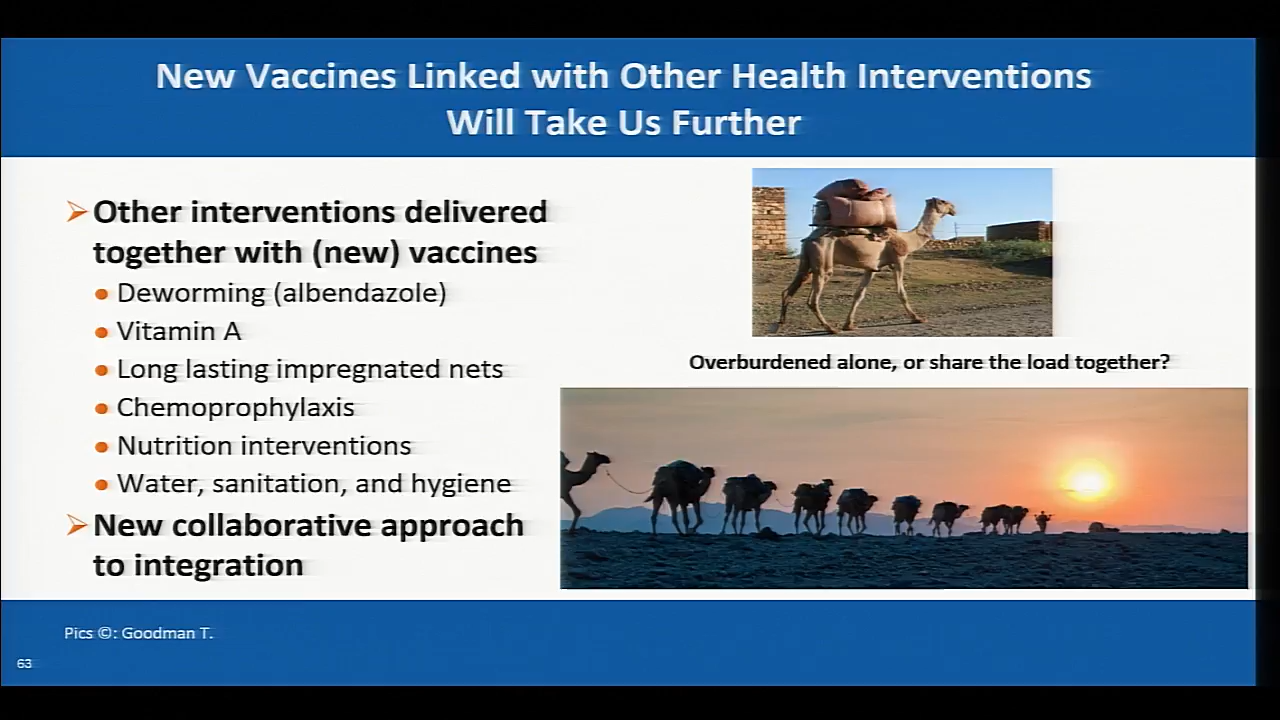 New Vaccines Linked with Other Health Interventions
Will Take Us Further
Other interventions delivered
together with (new) vaccines
Deworming (albendazole)
Vitamin A
Long lasting impregnated nets
Chemoprophylaxis
Nutrition interventions
Water, sanitation, and hygiene
New collaborative approach
to integration
Overburdened alone, or share the load together?
Pics ©: Goodman T.
63